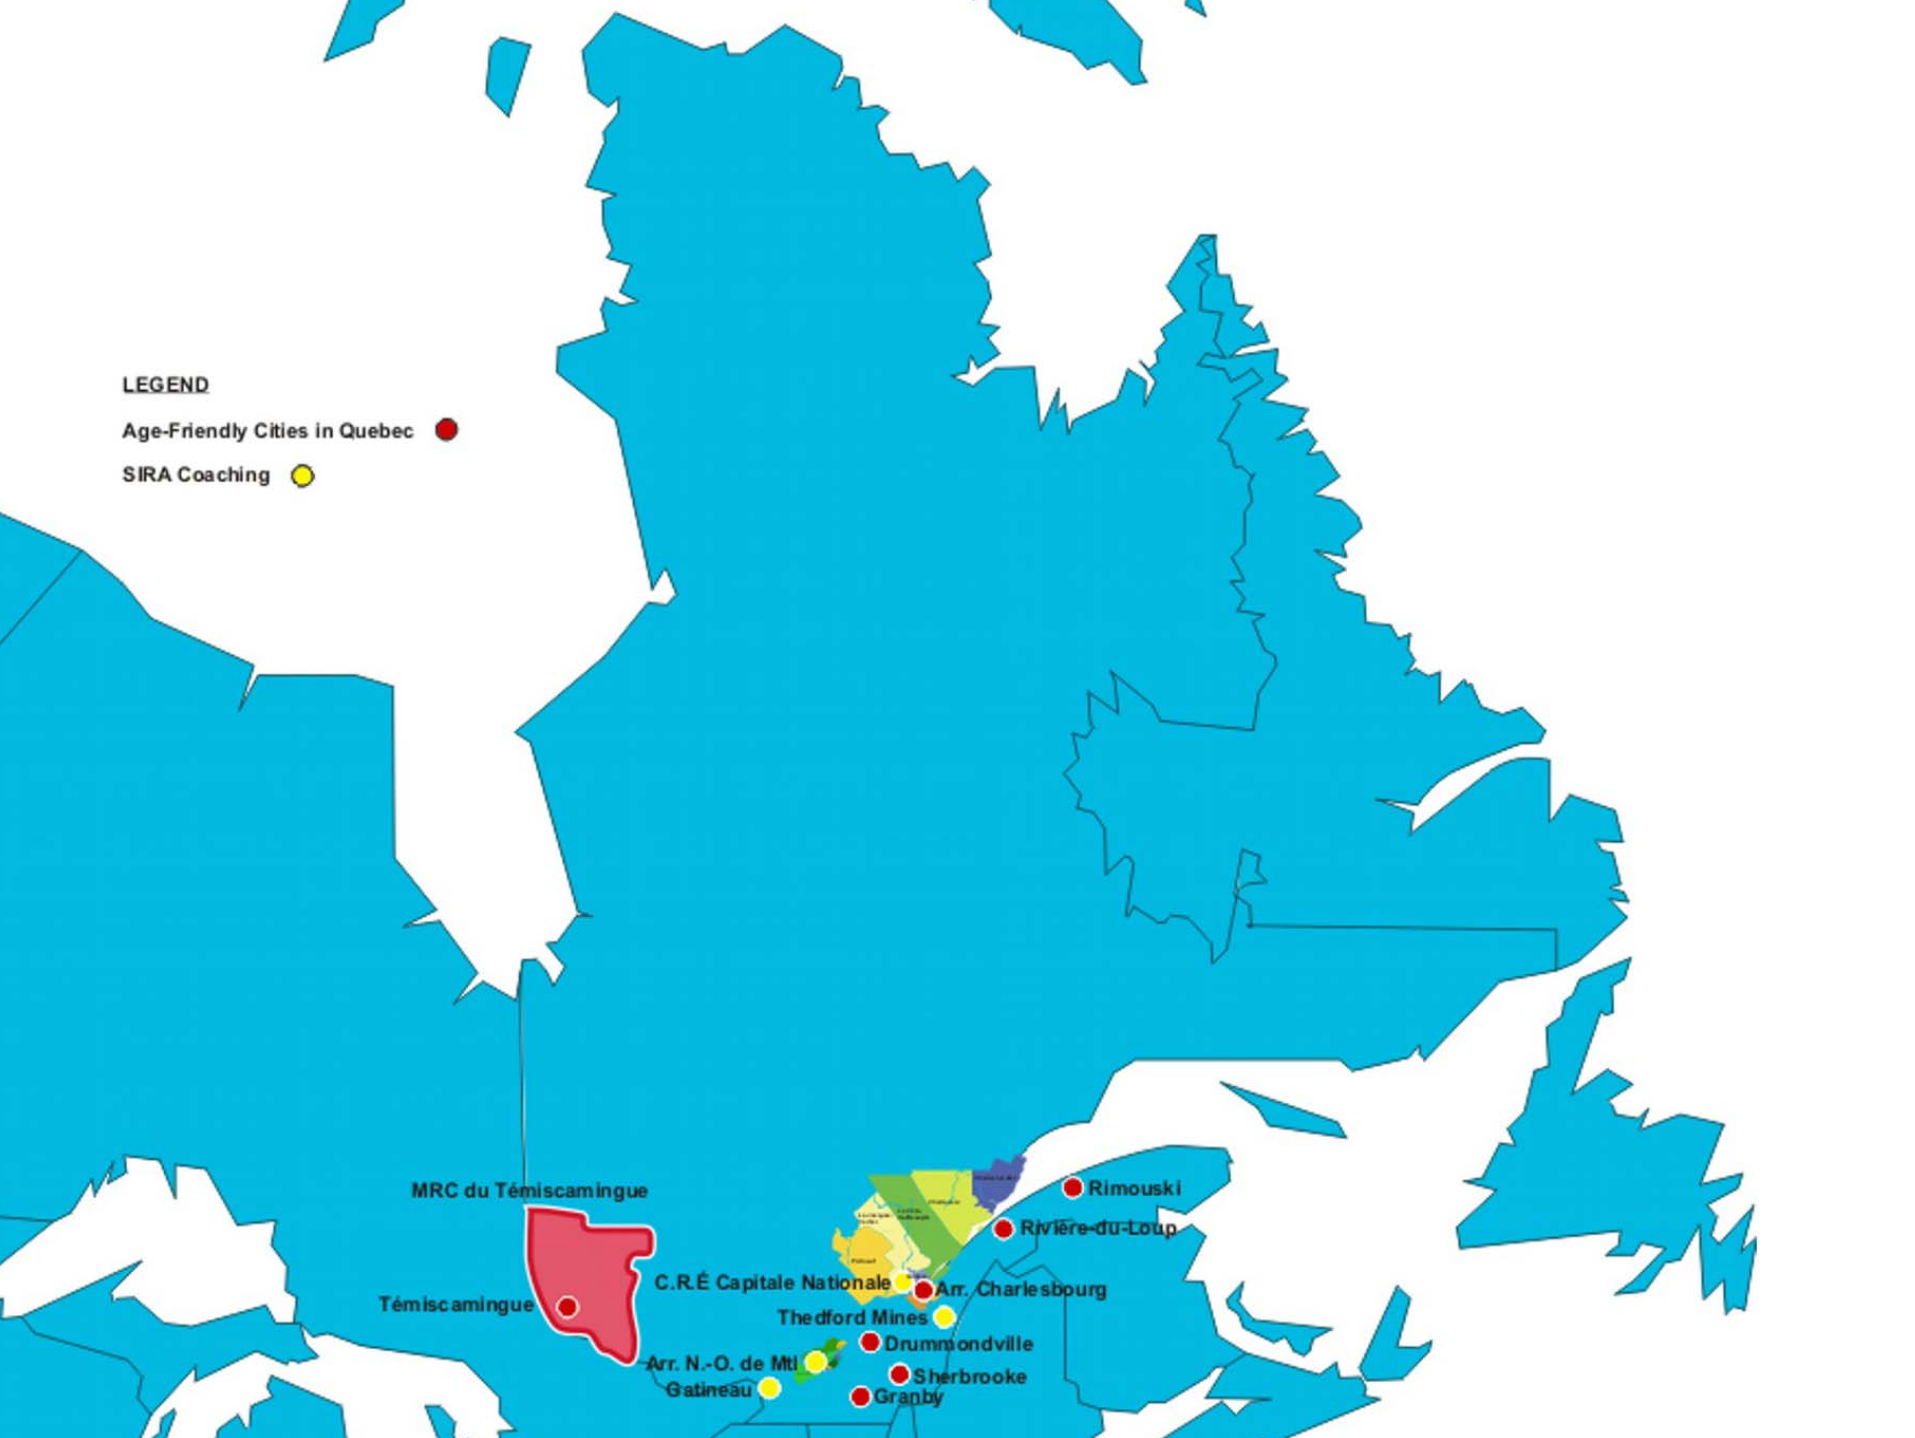 LEGEND
Age-Friendly Cities in Quebec
SIRA Coaching
MRC du Témiscamingue
Rimouski
Rivière-du-Loup
C.R.É Capitale Nationale
Arr. Charlesbourg
Témiscamingue
Thedford Mines
Drummondville
Arr. N.-O. de Mtl
Sherbrooke
Gatineau
Granby